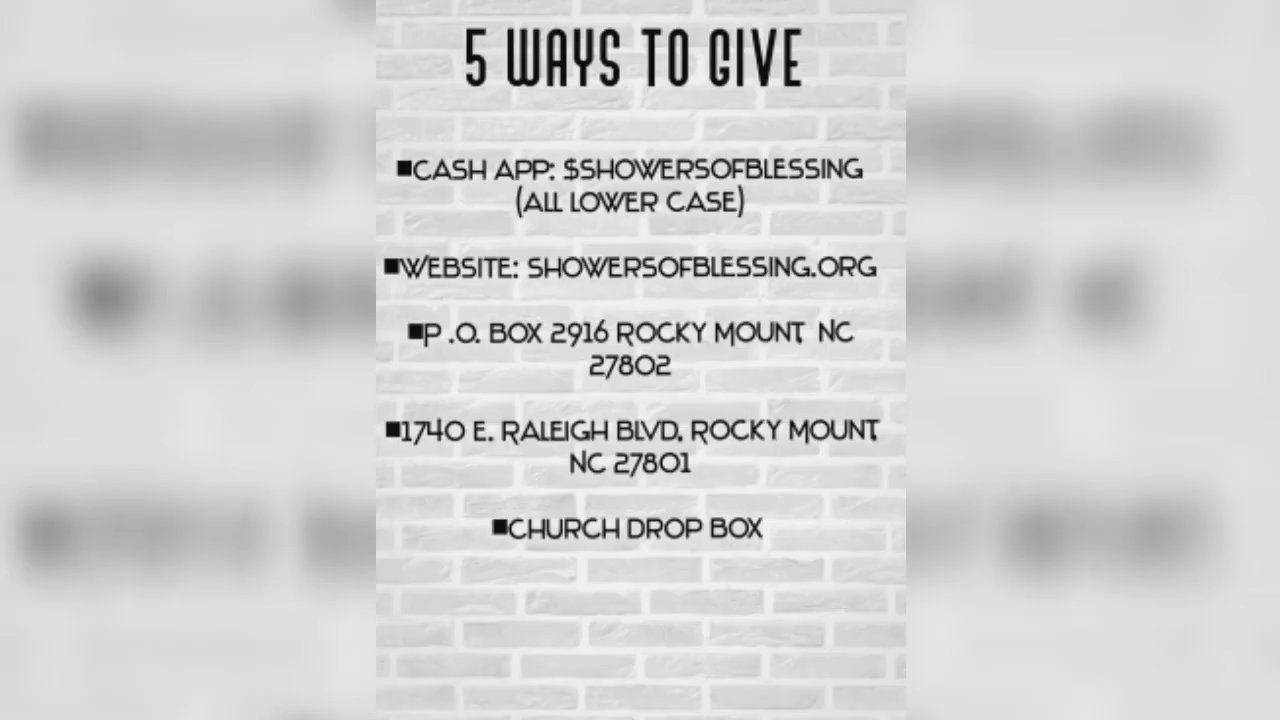 5 WAYS TO GIVE
■CASH APP: $SHOWERSOFBLESSING
(ALL LOWER CASE)
■WEBSITE: SHOWERSOFBLESSING.ORG
■P .O. BOX 2916 ROCKY MOUNT, NC
27802
■1740 E. RALEIGH BLVD, ROCKY MOUNT,
NC 27801
■CHURCH DROP BOX